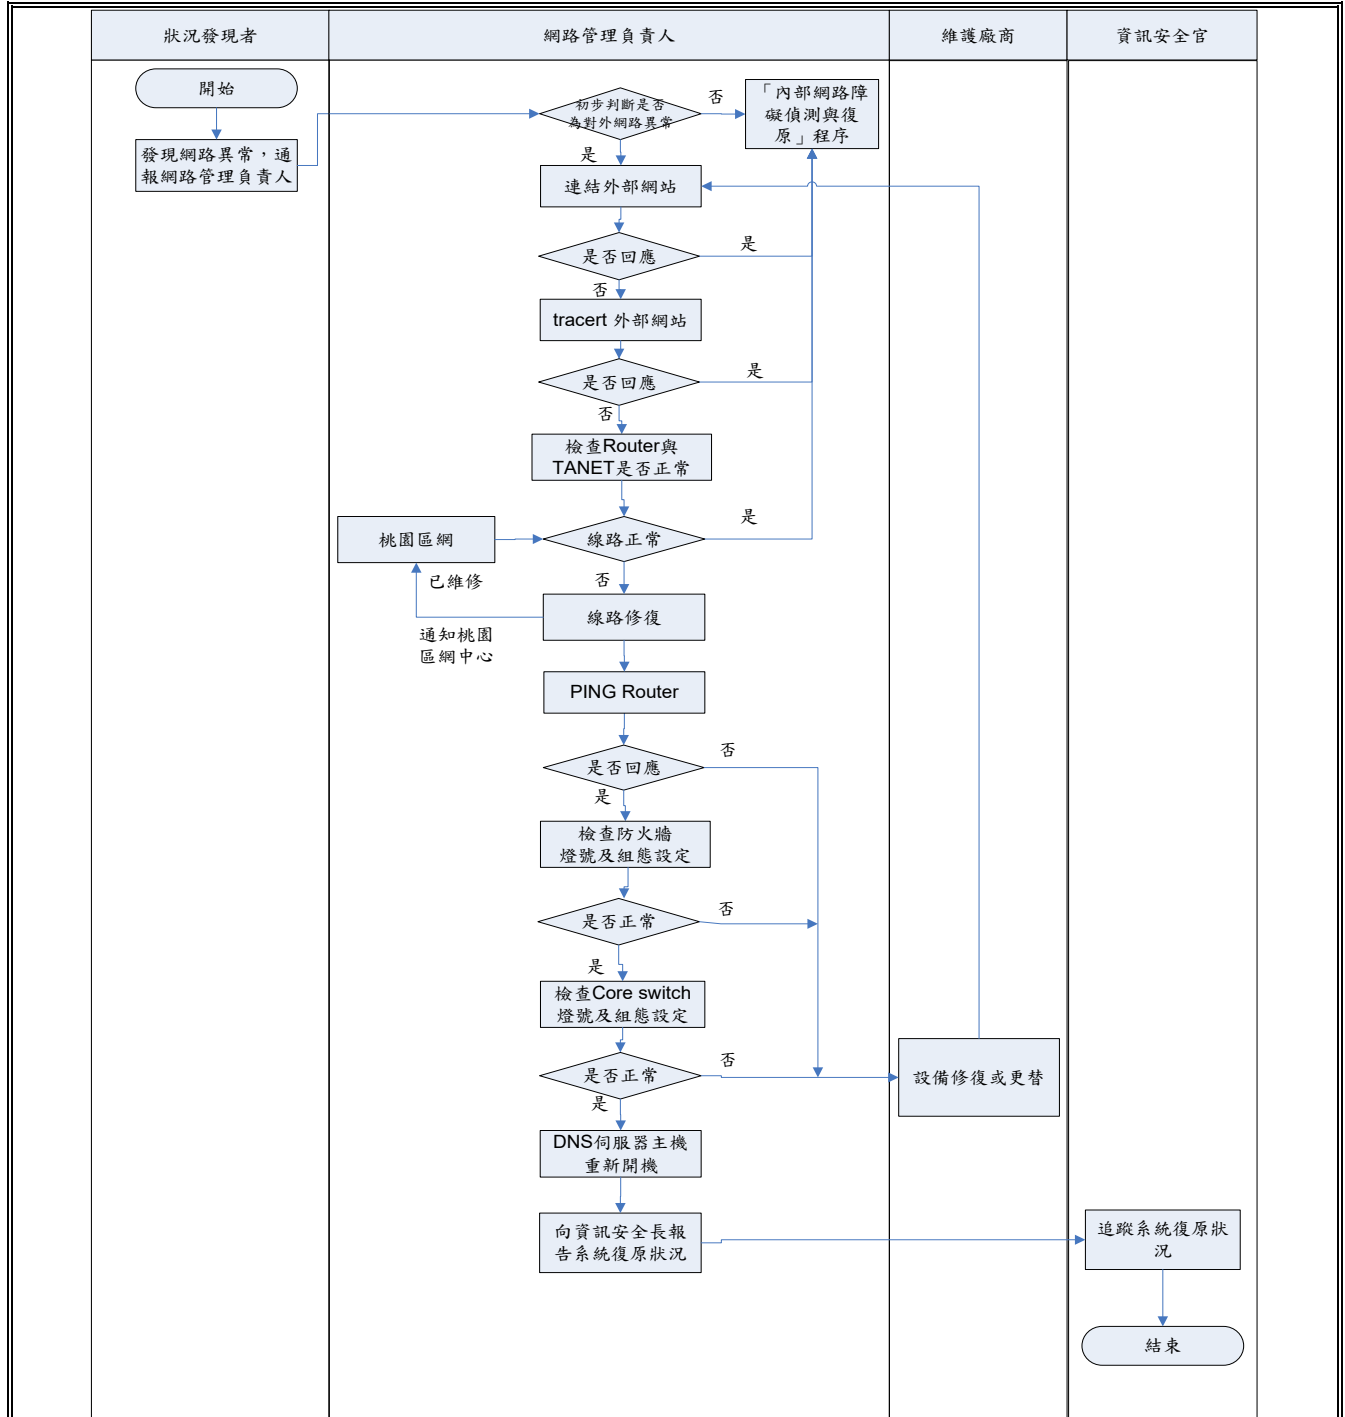 狀況發現者
網路管理負責人
維護廠商
資訊安全官
開始
發現網路異常，通
報網路管理負責人
初步判斷是否
為對外網路異常
否
「內部網路障
礙偵測與復
原」程序
是
連結外部網站
是否回應
是
否
tracert 外部網站
是否回應
是
否
檢查Router與
TANET是否正常
桃園區網
線路正常
是
已維修
否
線路修復
通知桃園
區網中心
PING Router
是否回應
否
是
檢查防火牆
燈號及組態設定
是否正常
否
是
檢查Core switch
燈號及組態設定
是否正常
否
設備修復或更替
是
DNS伺服器主機
重新開機
向資訊安全長報
告系統復原狀況
追蹤系統復原狀
況
結束